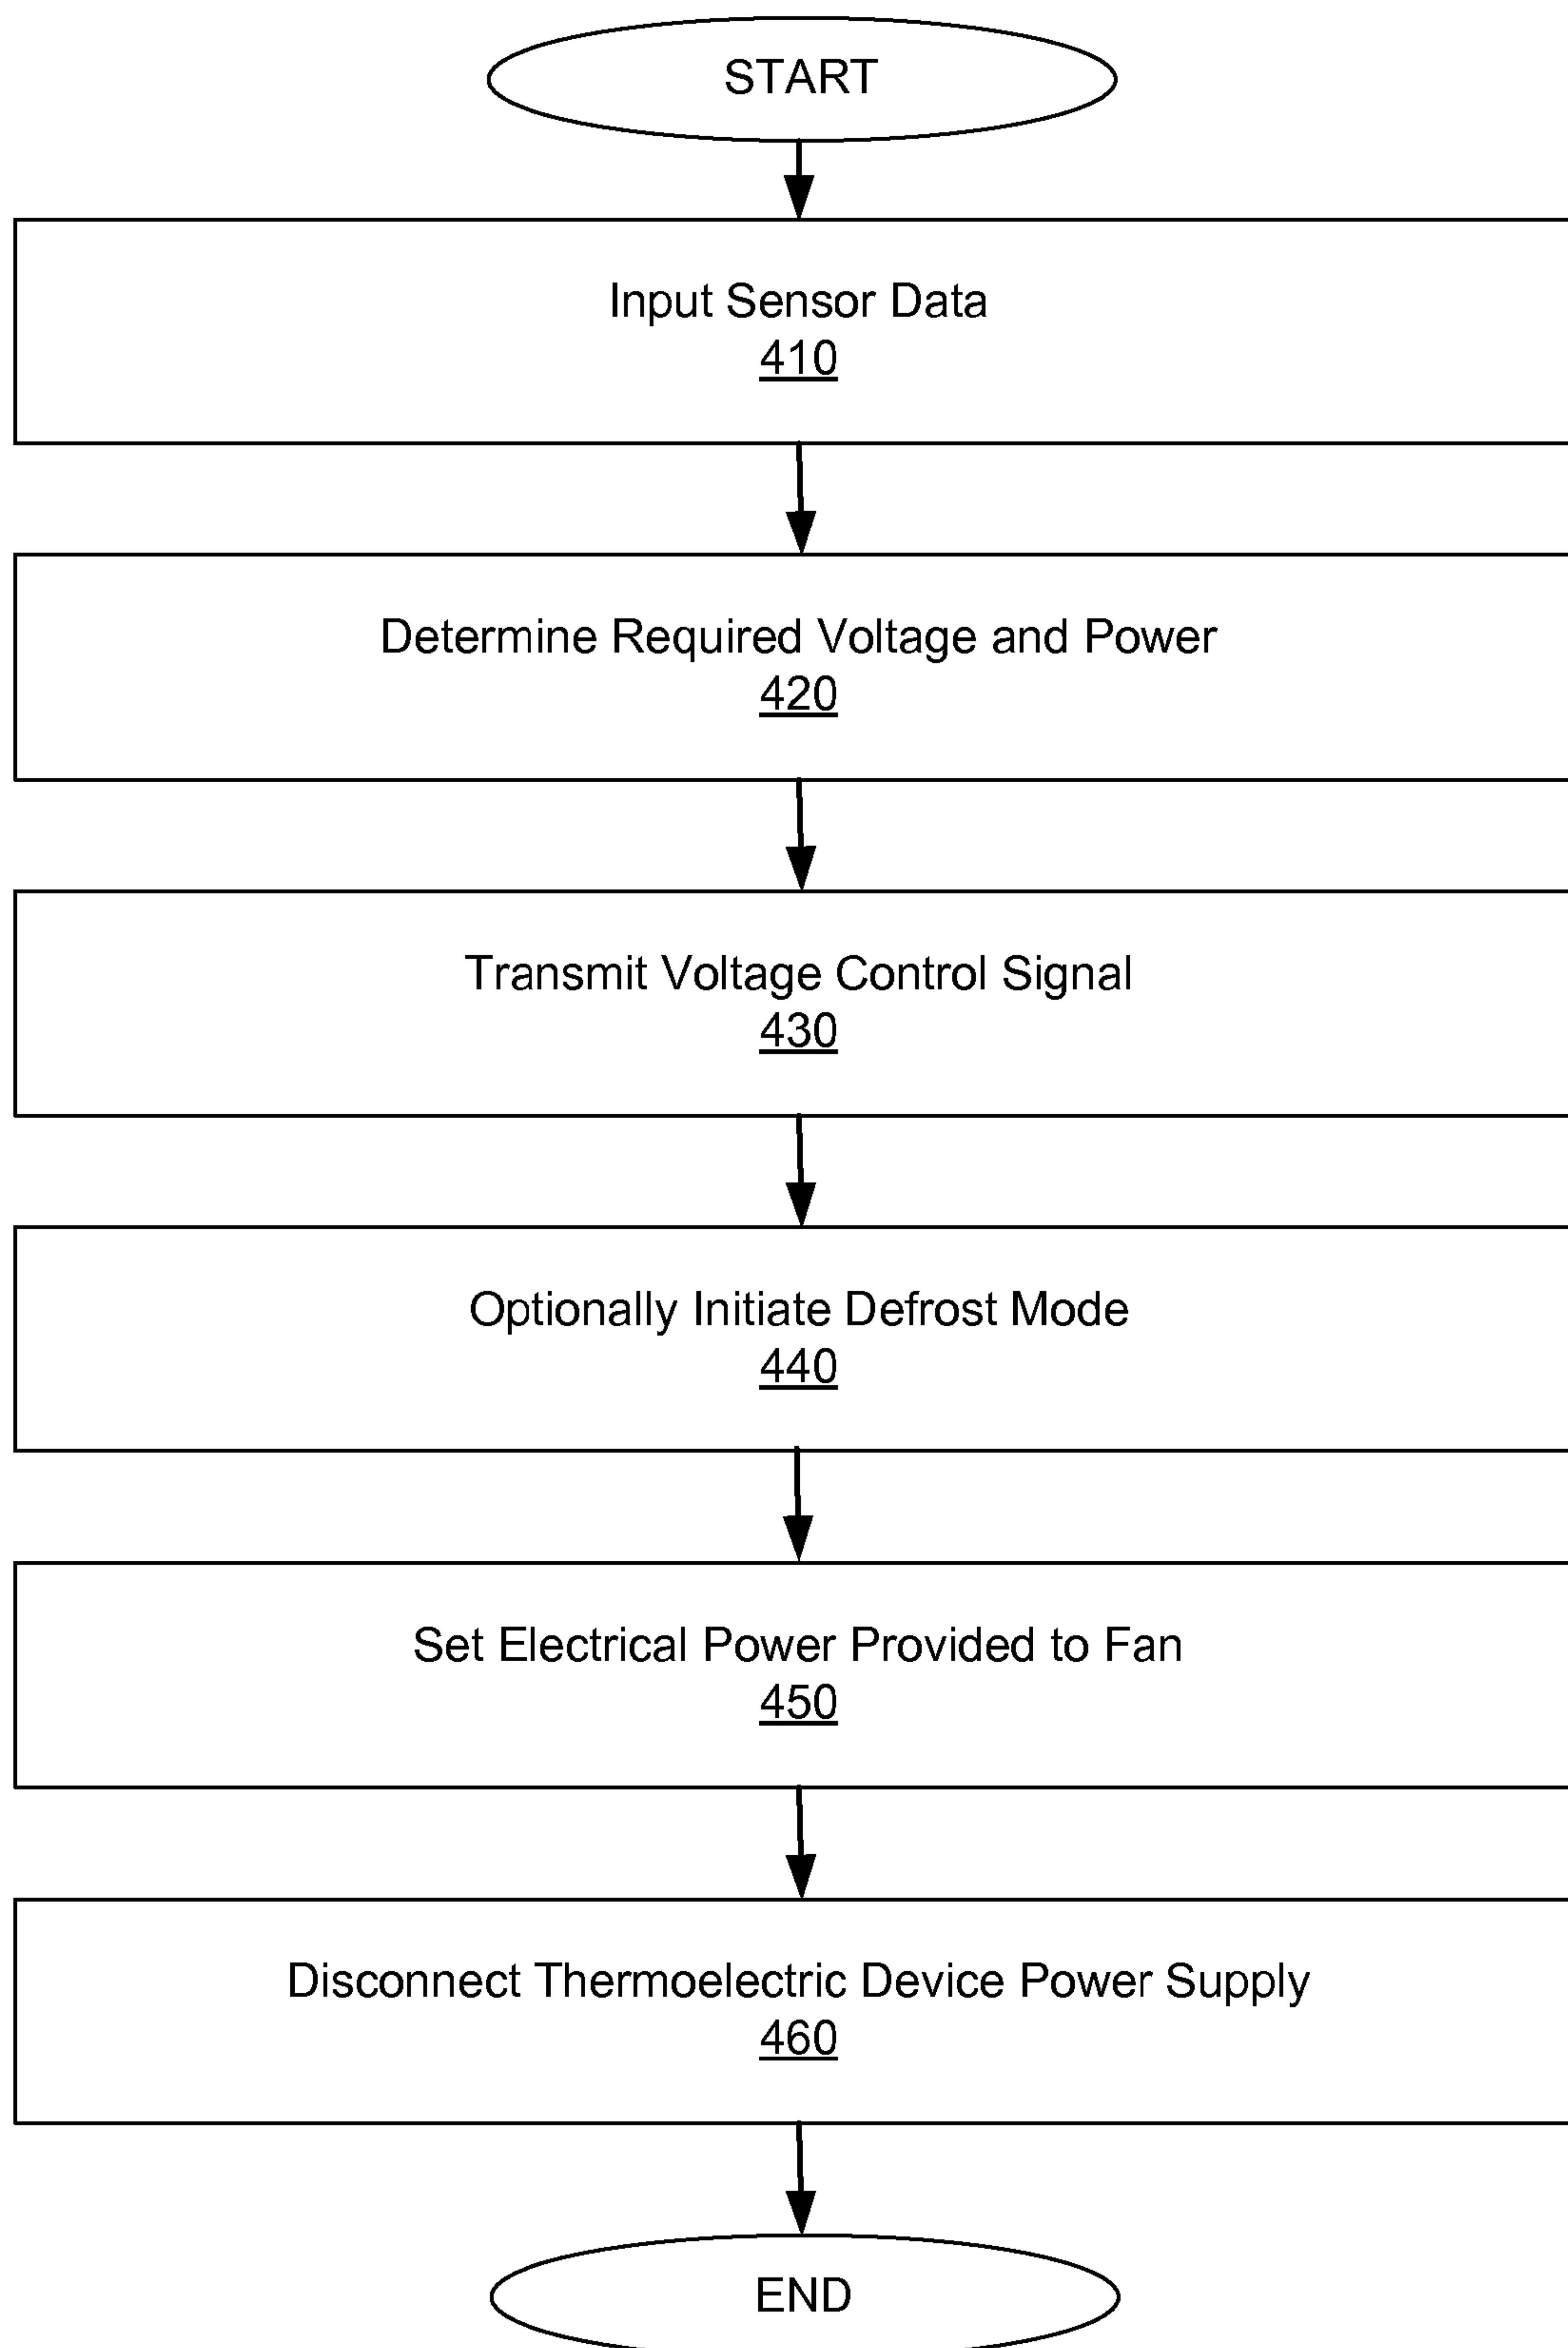 START
Input Sensor Data
410
Determine Required Voltage and Power
420
Transmit Voltage Control Signal
430
Optionally Initiate Defrost Mode
440
Set Electrical Power Provided to Fan
450
Disconnect Thermoelectric Device Power Supply
460
END